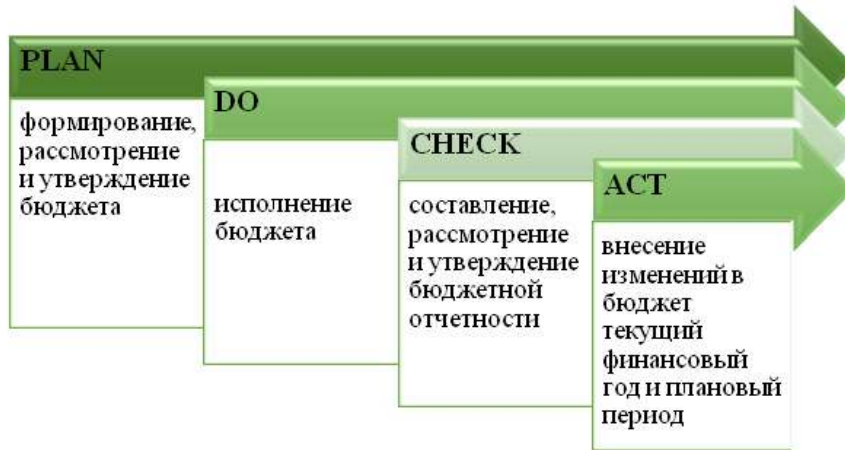 PLAN
формирование,
рассмотрение
и утверждение
бюджета
DO
исполнение
бюджета
CHECK
составление,
рассмотрение
и утверждение
бюджетной
отчетности
ACT
внесение
изменений в
бюджет
текущий
финансовый
год и плановый
период